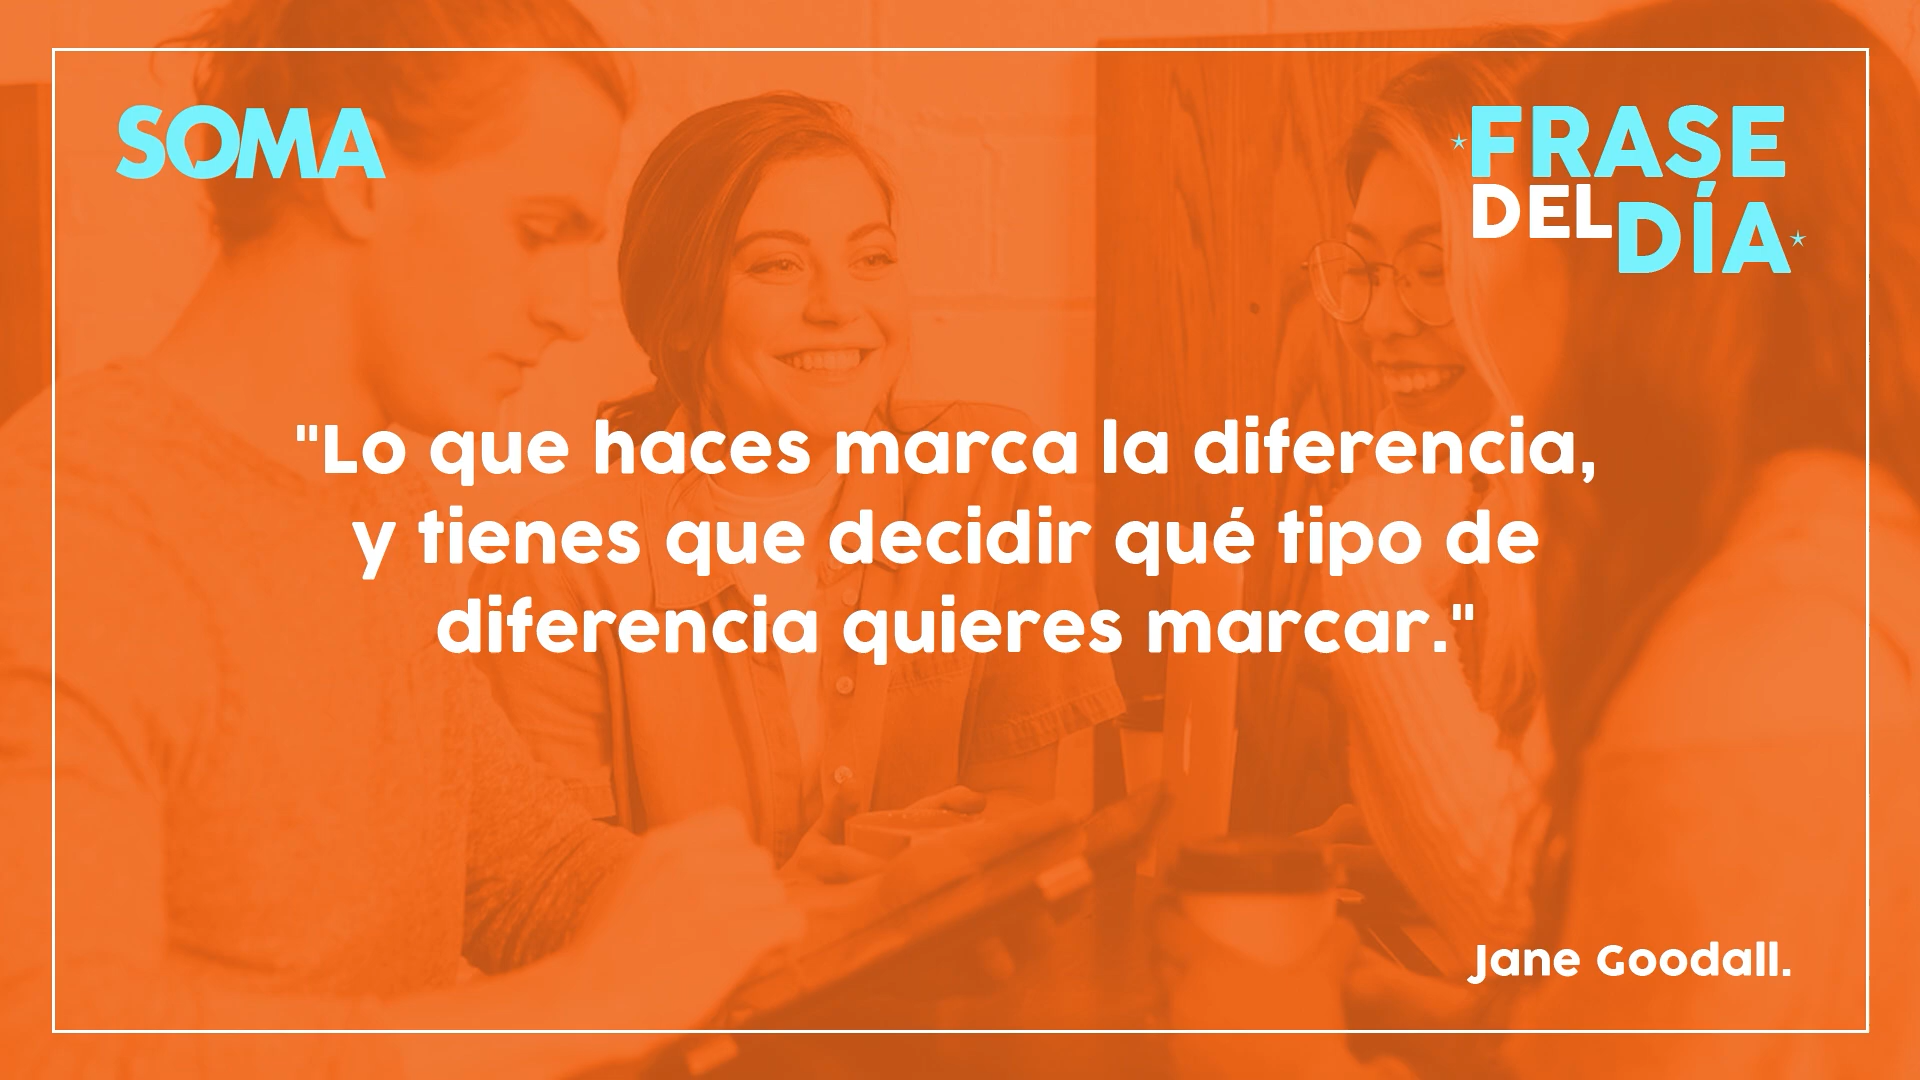 SOMA
FRASE
DEL DÍA
"Lo que haces marca la diferencia,
y tienes que decidir qué tipo de
diferencia quieres marcar."
Jane Goodall.